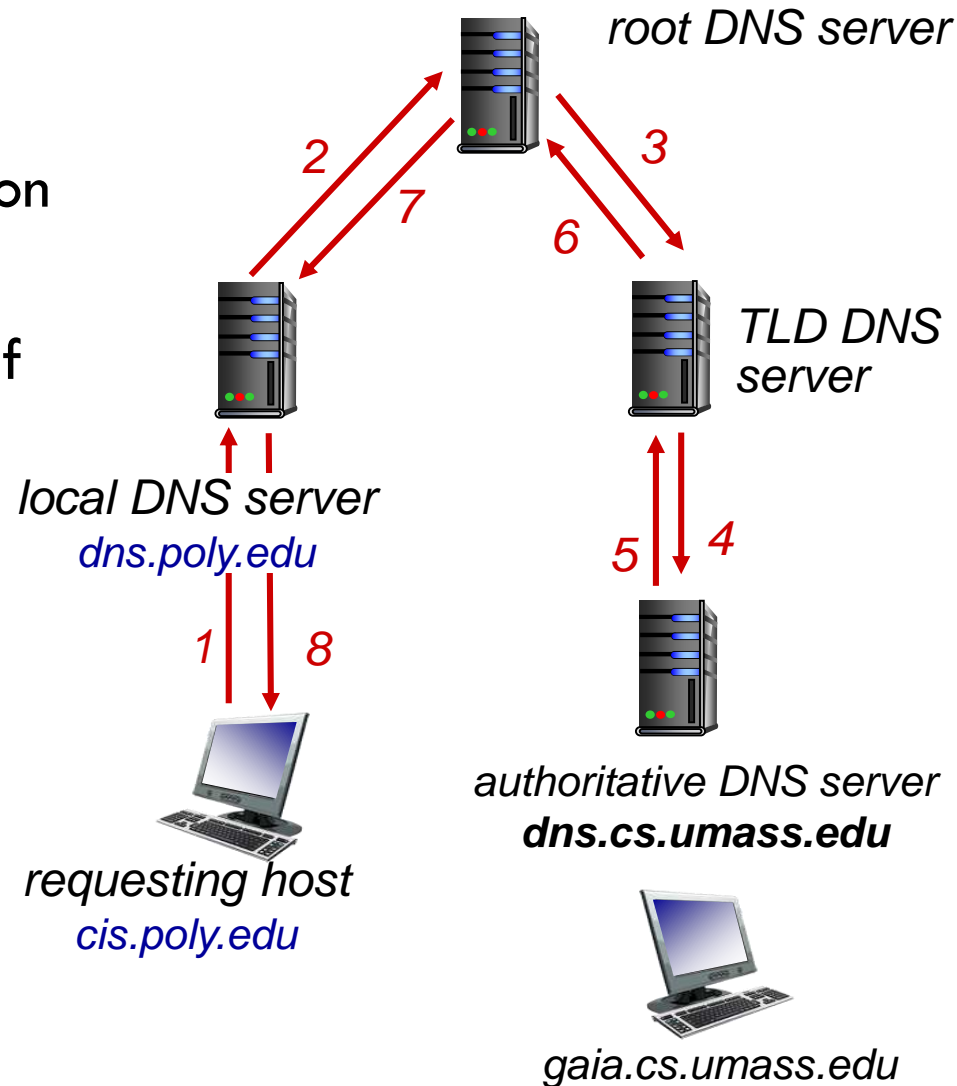 root DNS server
2
3
on
7
6
TLD DNS
server
f
local DNS server
dns.poly.edu
5
4
1
8
authoritative DNS server
dns.cs.umass.edu
requesting host
cis.poly.edu
gaia.cs.umass.edu